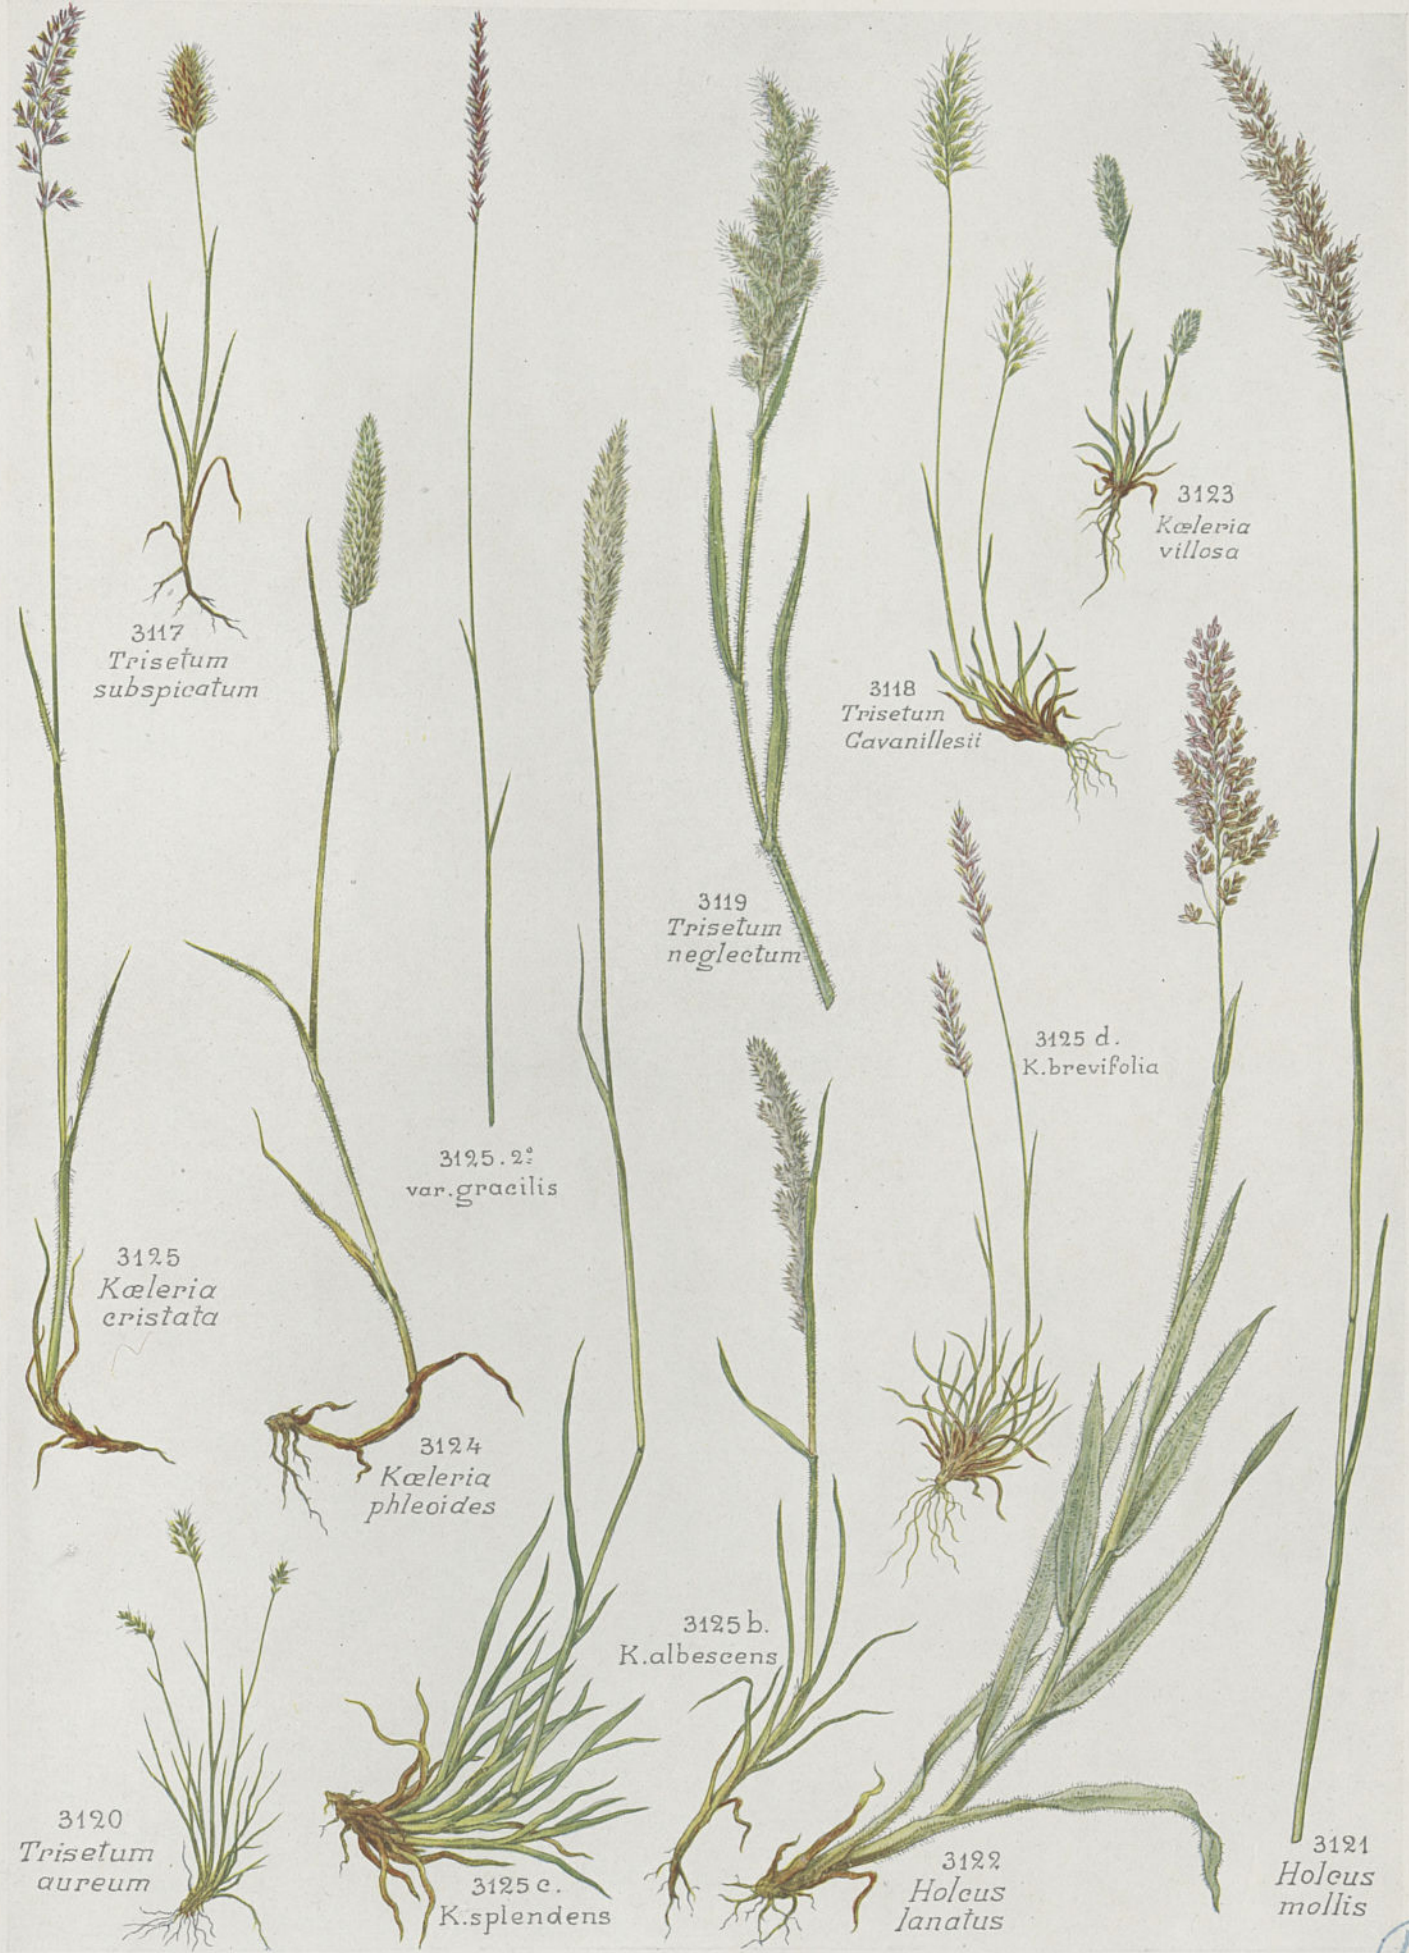 3117
Trisetum
subspicatum
3123
Kœleria
villosa
3118
Trisetum
Cavanillesii
3119
Trisetum
neglectum
3125 d.
K.brevifolia
3125.2º
var.gracilis
3125
Kœleria
cristata
3124
Kœleria
phleoides
3125 b.
K.albescens
3120
Trisetum
aureum
3125 c.
K.splendens
3122
Holcus
lanatus
3121
Holcus
mollis